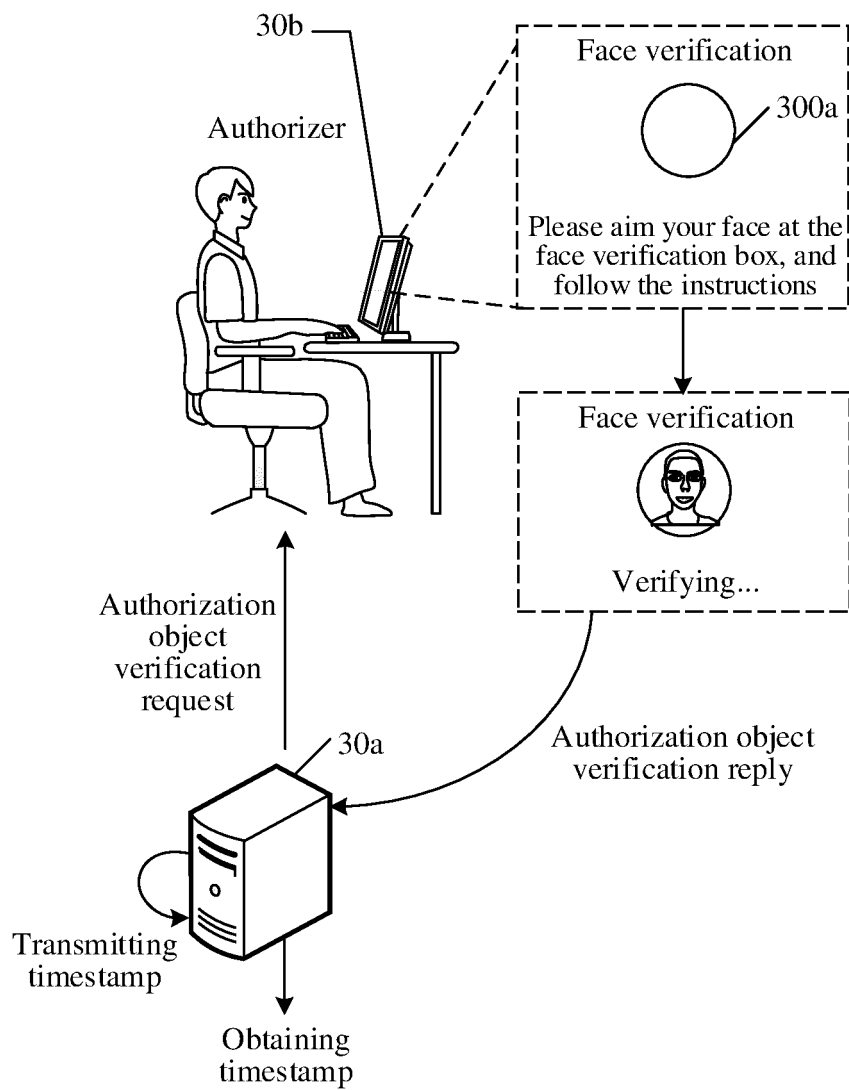 30b
Authorizer
Face verification
300a
Please aim your face at the
face verification box, and
follow the instructions
Face verification
Verifying...
Authorization
object
verification
request
30a
Authorization object
verification reply
Transmitting
timestamp
Obtaining
timestamp